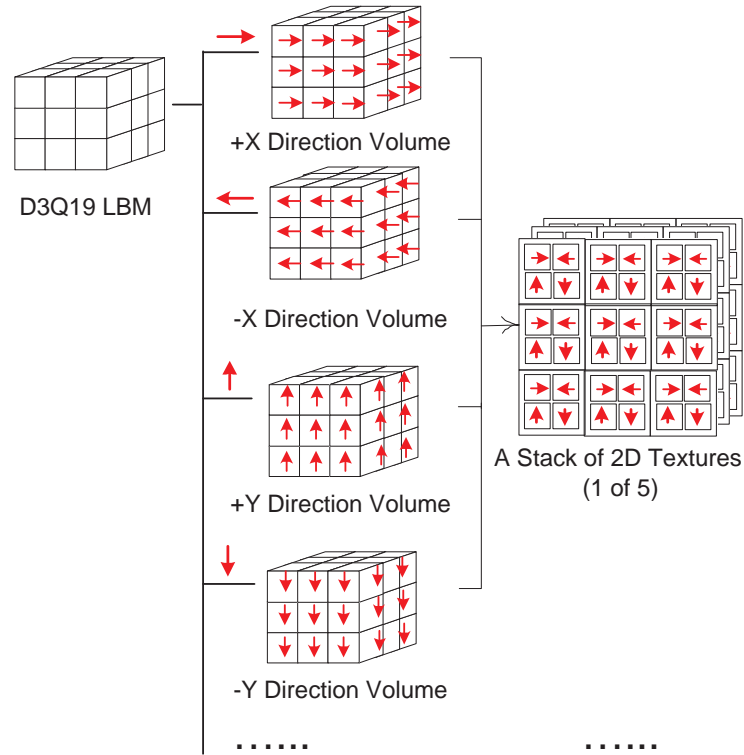 +X Direction Volume
D3Q19 LBM
-X Direction Volume
A Stack of 2D Textures
(1 of 5)
+Y Direction Volume
-Y Direction Volume
...... ......